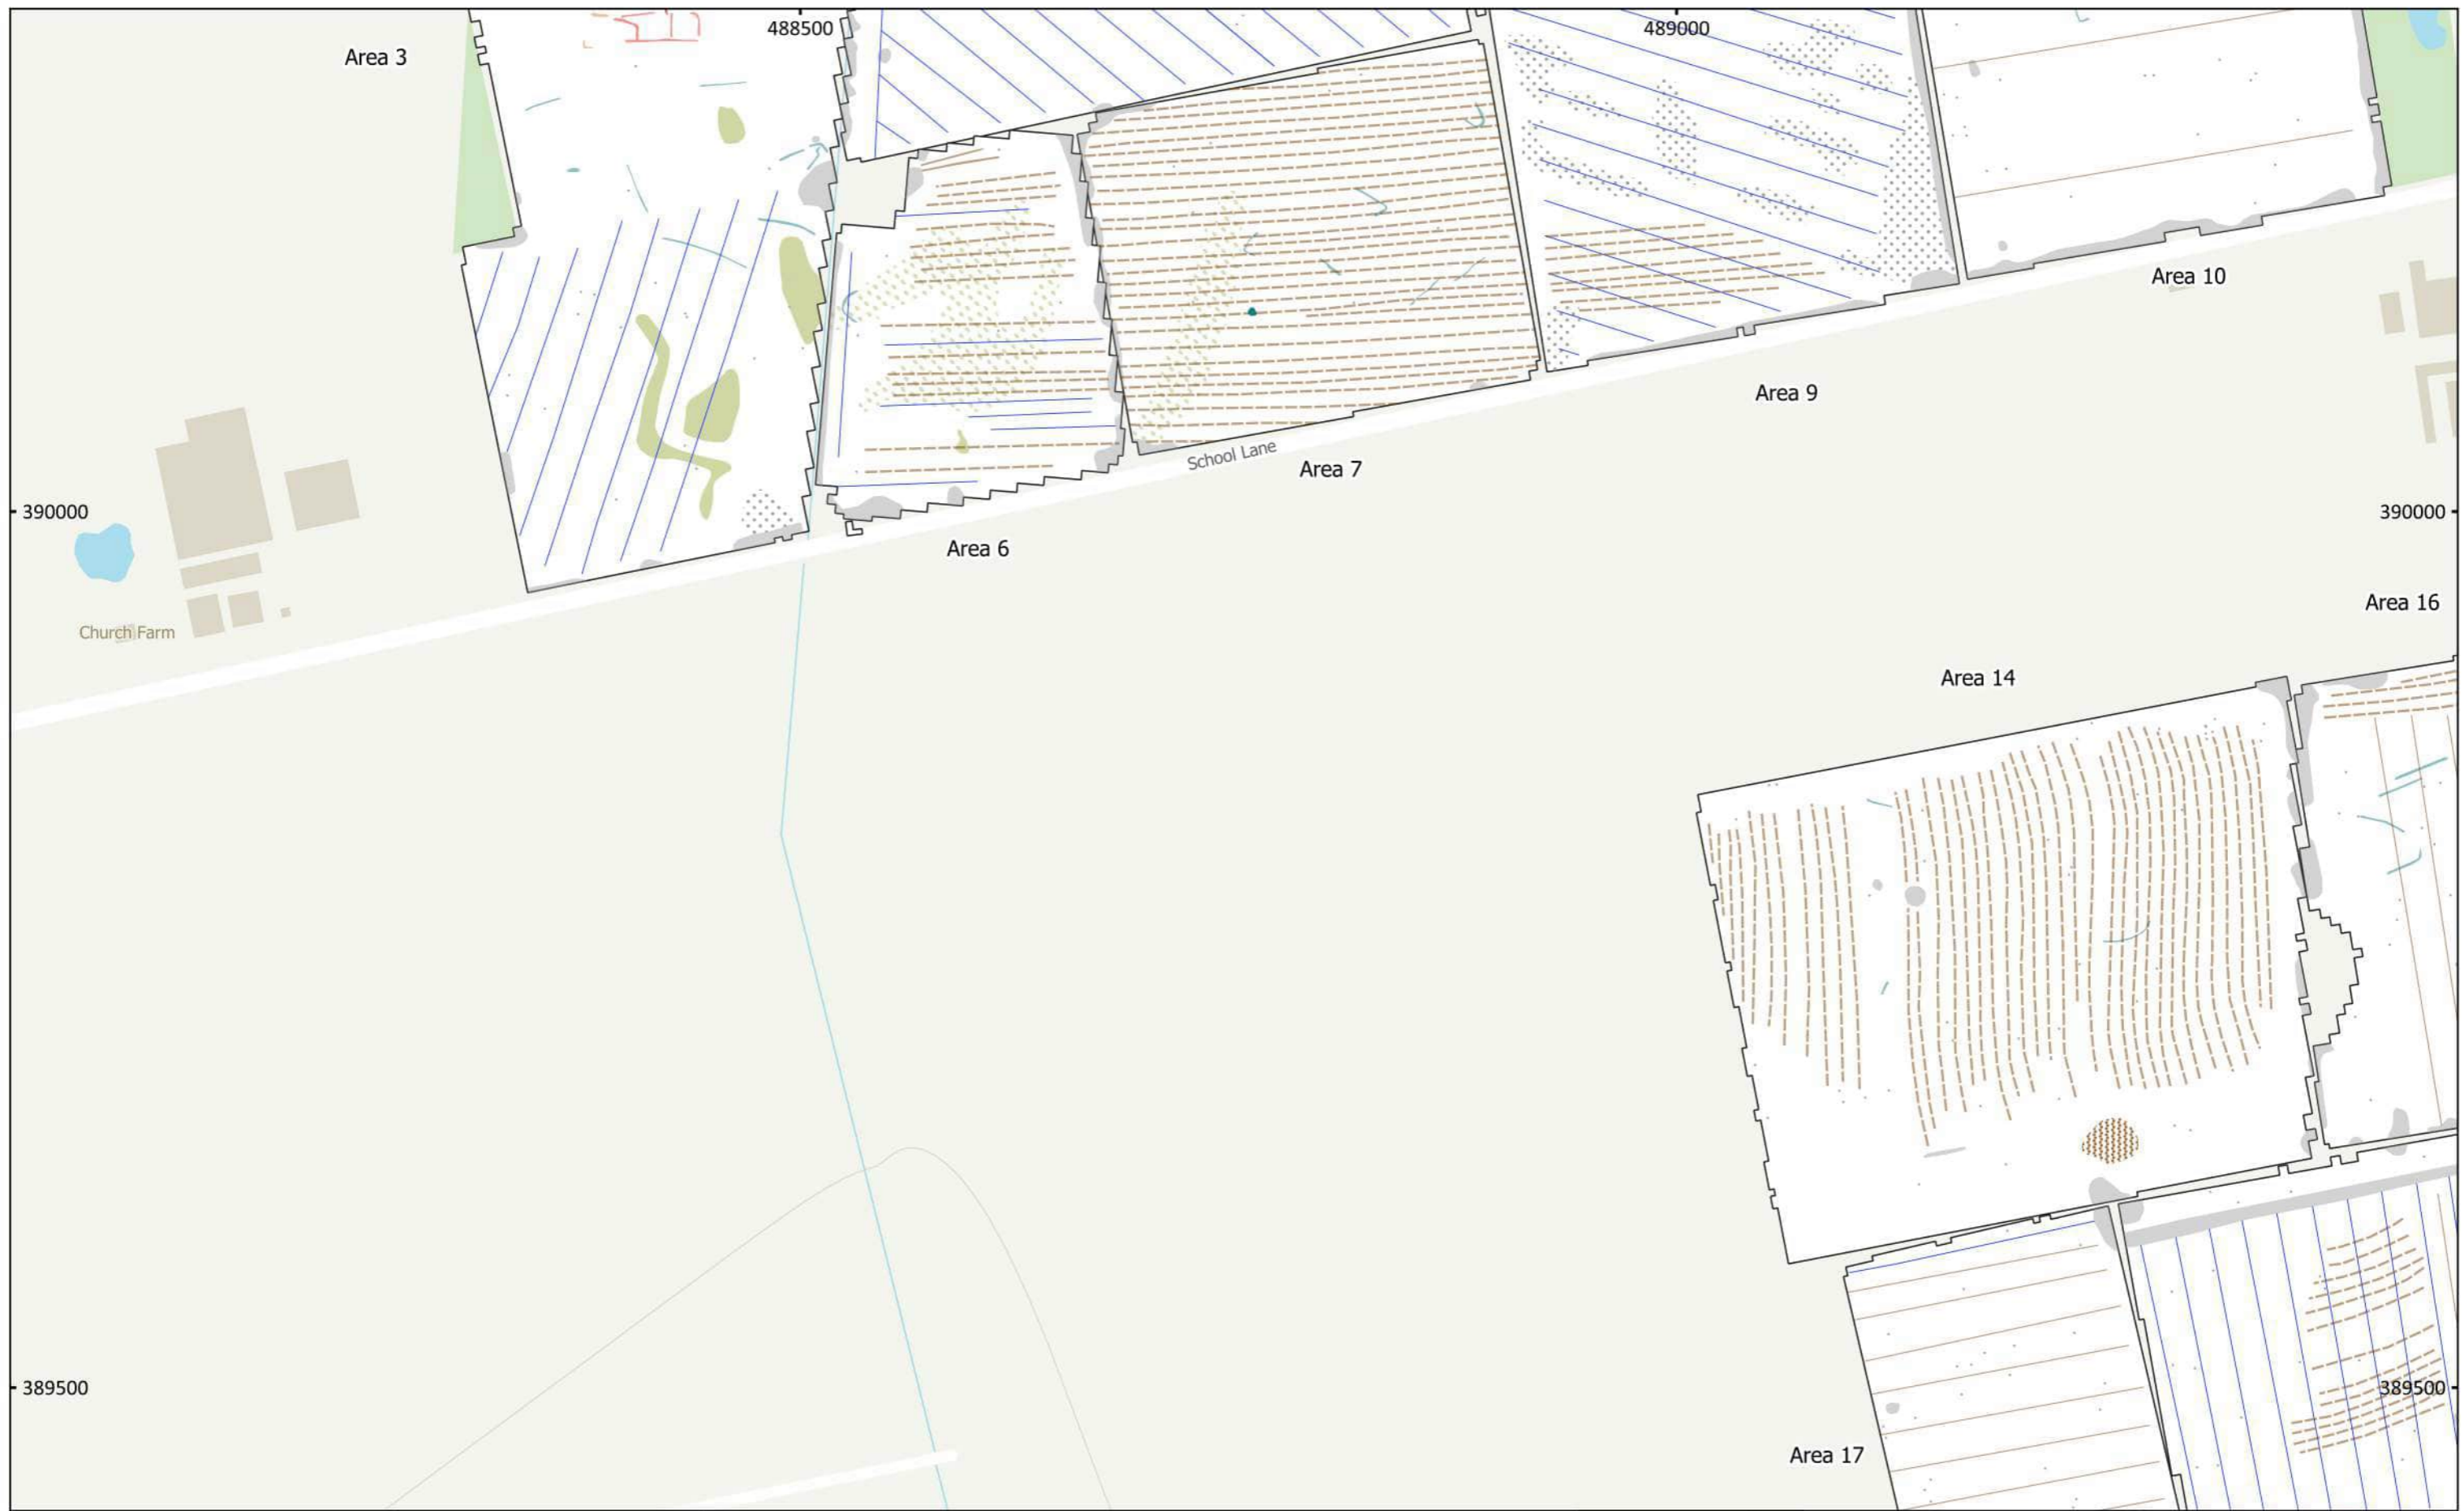 488500
489000
Area 3
Area 10
Area 9
School Lane
Area 7
390000
390000
Area 6
Area 16
Church Farm
Area 14
389500
389500
Area 17